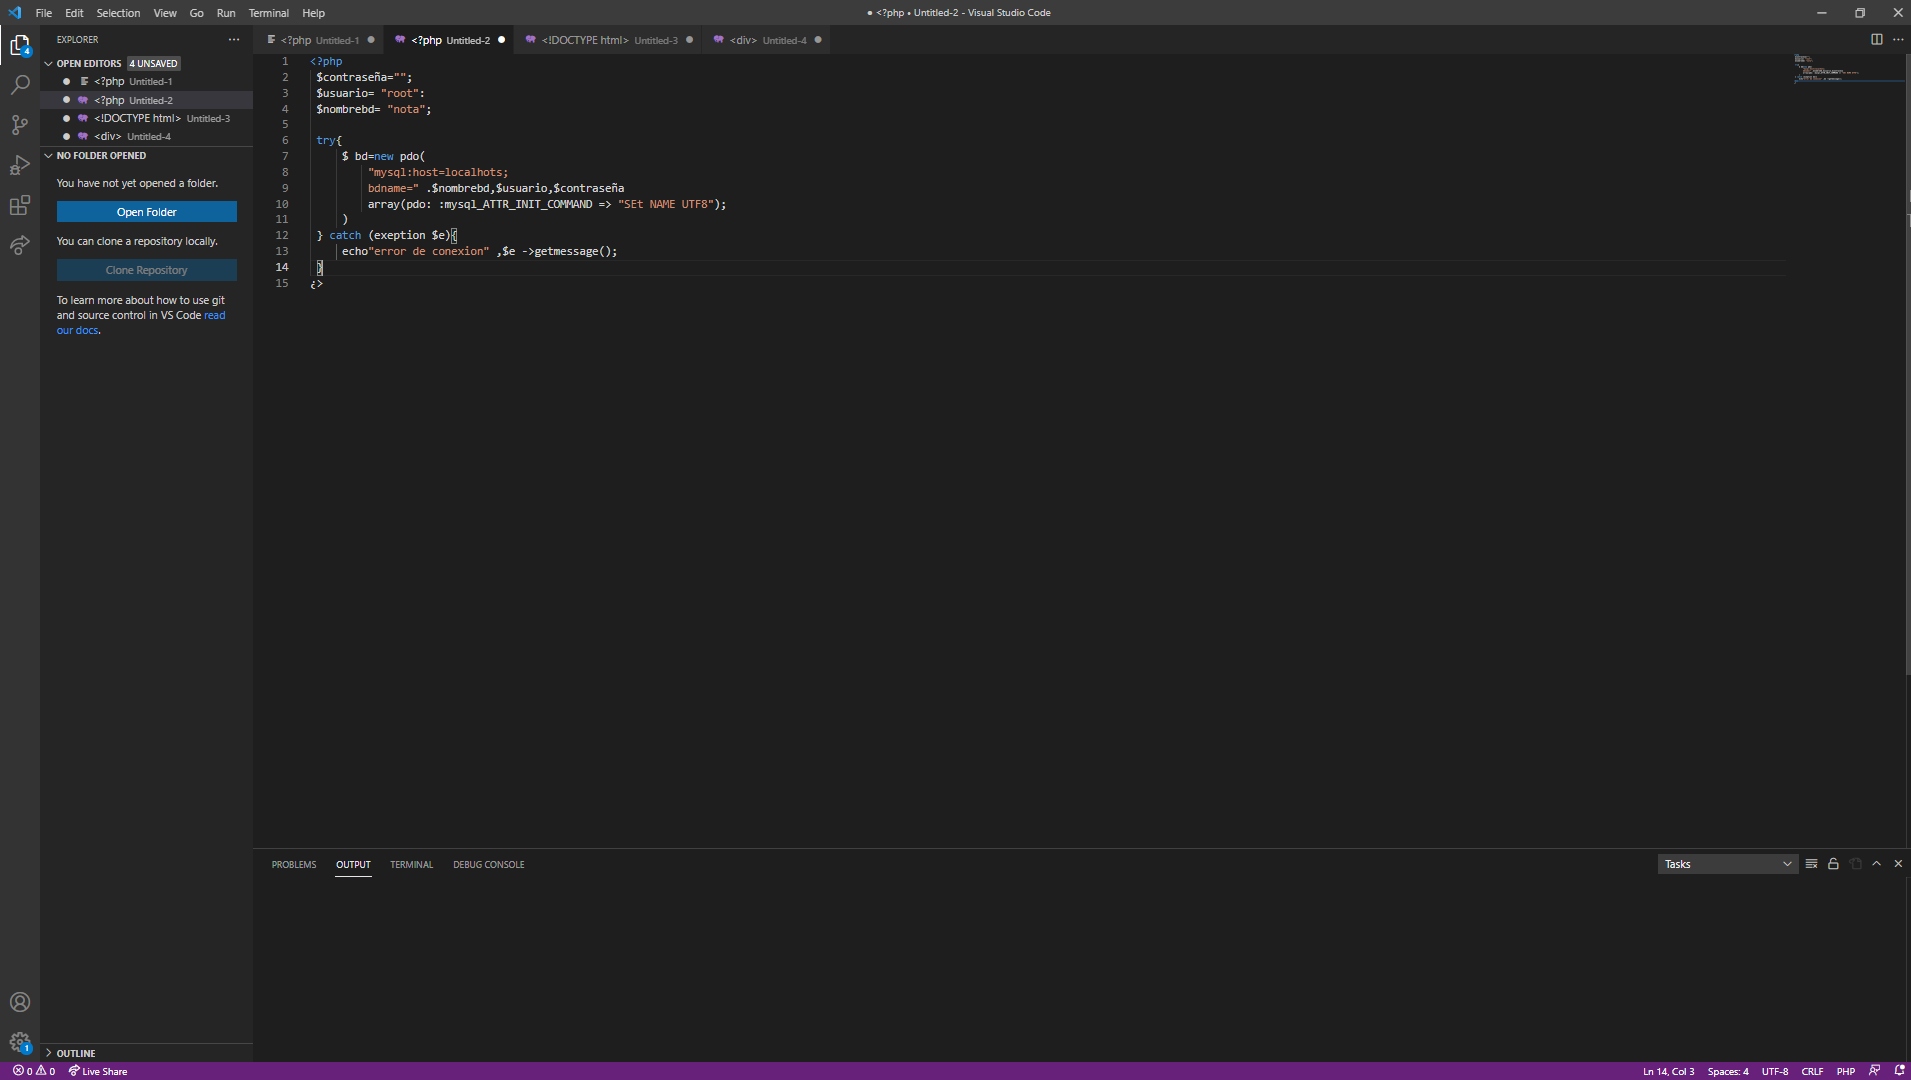 File Edit Selection View Go Run Terminal Help
● <?php • Untitled-2 - Visual Studio Code
EXPLORER
<?php Untitled-1
<?php Untitled-2
<!DOCTYPE html> Untitled-3
<div> Untitled-4
OPEN EDITORS 4 UNSAVED
<?php Untitled-1
<?php Untitled-2
<!DOCTYPE html> Untitled-3
<div> Untitled-4
NO FOLDER OPENED
You have not yet opened a folder.
Open Folder
You can clone a repository locally.
Clone Repository
To learn more about how to use git
and source control in VS Code read
our docs.
4
1 <?php
2 $contraseña="";
3 $usuario= "root":
4 $nombrebd= "nota";
5
6 try{
7 $ bd=new pdo(
8 "mysql:host=localhots;
9 bdname=" .$nombrebd,$usuario,$contraseña
10 array(pdo: :mysql_ATTR_INIT_COMMAND => "SEt NAME UTF8");
11 )
12 } catch (exeption $e){
13 echo"error de conexion" ,$e ->getmessage();
14 }
15 ¿>
PROBLEMS OUTPUT TERMINAL DEBUG CONSOLE
Tasks
1
OUTLINE
0 0 Live Share
Ln 14, Col 3 Spaces: 4 UTF-8 CRLF PHP